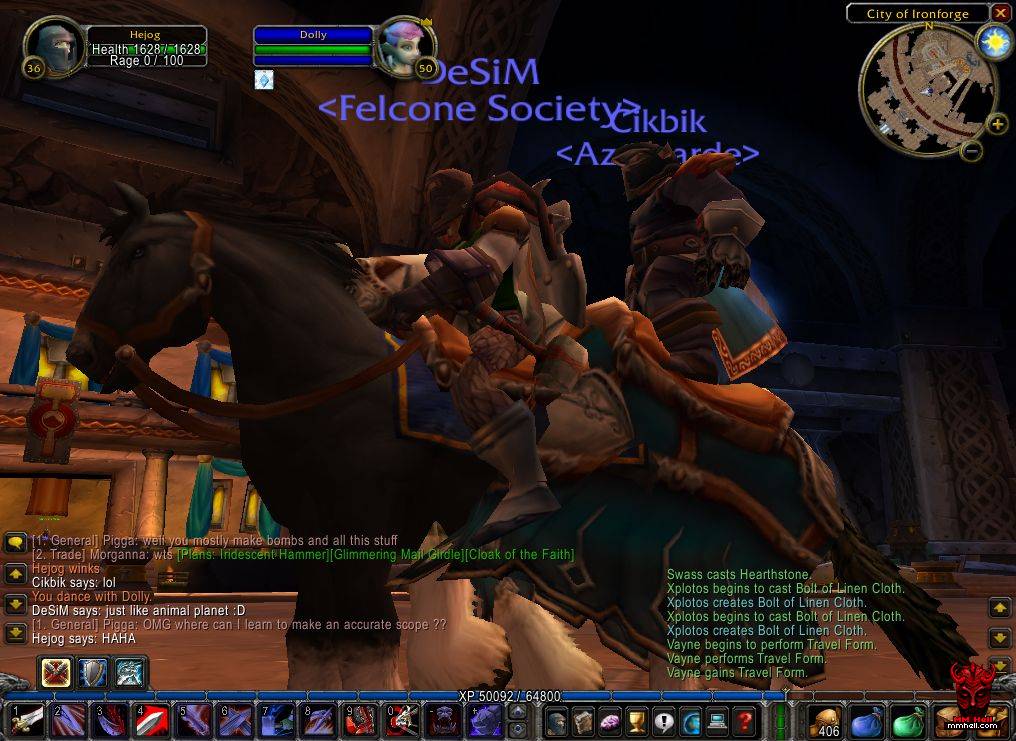 City of Ironforge
N
Hejog
Health 1628 / 1628
Rage 0 / 100
36
Dolly
50
DeSiM
<Felcone Society>
Cikbik
[1. General] Pigga: well you mostly make bombs and all this stuff
[2. Trade] Morganna: wts [Plans: Iridescent Hammer][Glimmering Mail Girdle][Cloak of the Faith]
Hejog winks
Cikbik says: lol
You dance with Dolly.
DeSiM says: just like animal planet :D
[1. General] Pigga: OMG where can I learn to make an accurate scope ??
Hejog says: HAHA
Swass casts Hearthstone.
Xplotos begins to cast Bolt of Linen Cloth.
Xplotos creates Bolt of Linen Cloth.
Xplotos begins to cast Bolt of Linen Cloth.
Xplotos creates Bolt of Linen Cloth.
Vayne begins to perform Travel Form.
Vayne performs Travel Form.
Vayne gains Travel Form.
XP 50092 / 64800
1 2 3 4 5 6 7 8 9 0 - +
406
MM Hell
mmhell.com